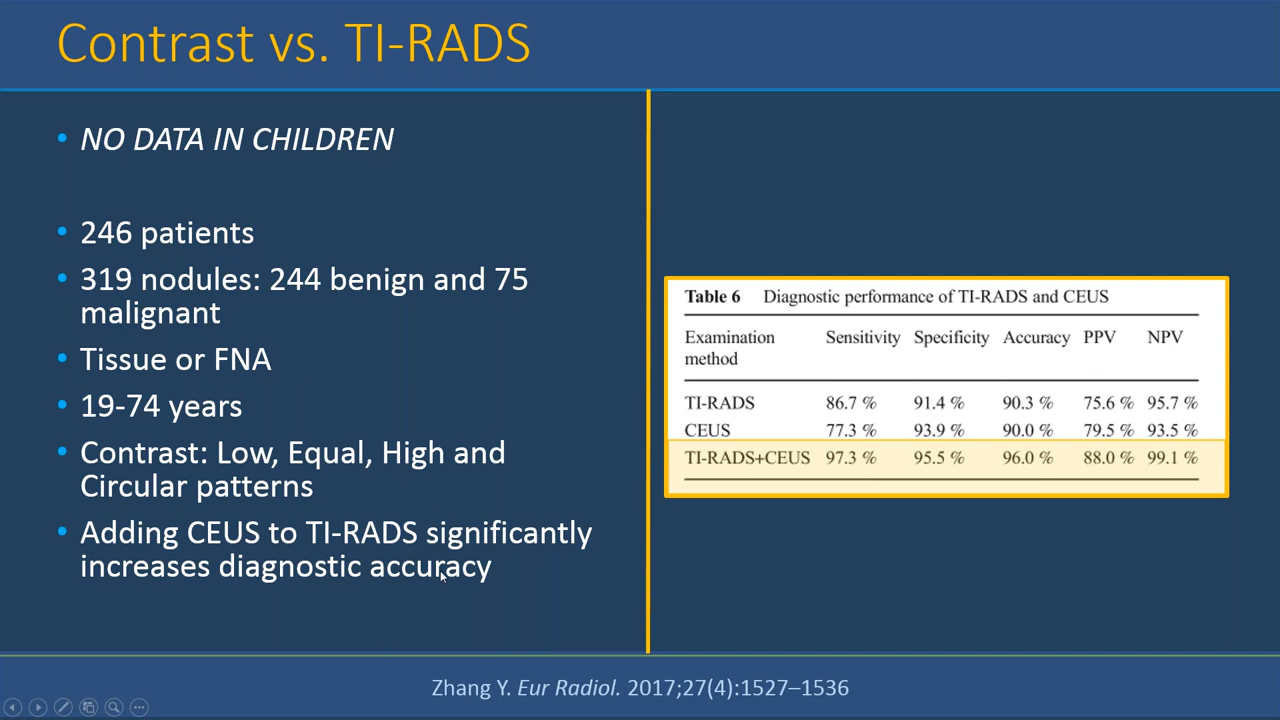 Contrast vs. TI-RADS
• NO DATA IN CHILDREN
• 246 patients
• 319 nodules: 244 benign and 75
malignant
• Tissue or FNA
• 19-74 years
• Contrast: Low, Equal, High and
Circular patterns
• Adding CEUS to TI-RADS significantly
increases diagnostic accuracy
Table 6 Diagnostic performance of TI-RADS and CEUS
Examination Sensitivity Specificity Accuracy PPV NPV
method
TI-RADS 86.7 % 91.4 % 90.3 % 75.6 % 95.7 %
CEUS 77.3 % 93.9 % 90.0 % 79.5 % 93.5 %
TI-RADS+CEUS 97.3 % 95.5 % 96.0 % 88.0 % 99.1 %
Zhang Y. Eur Radiol. 2017;27(4):1527–1536